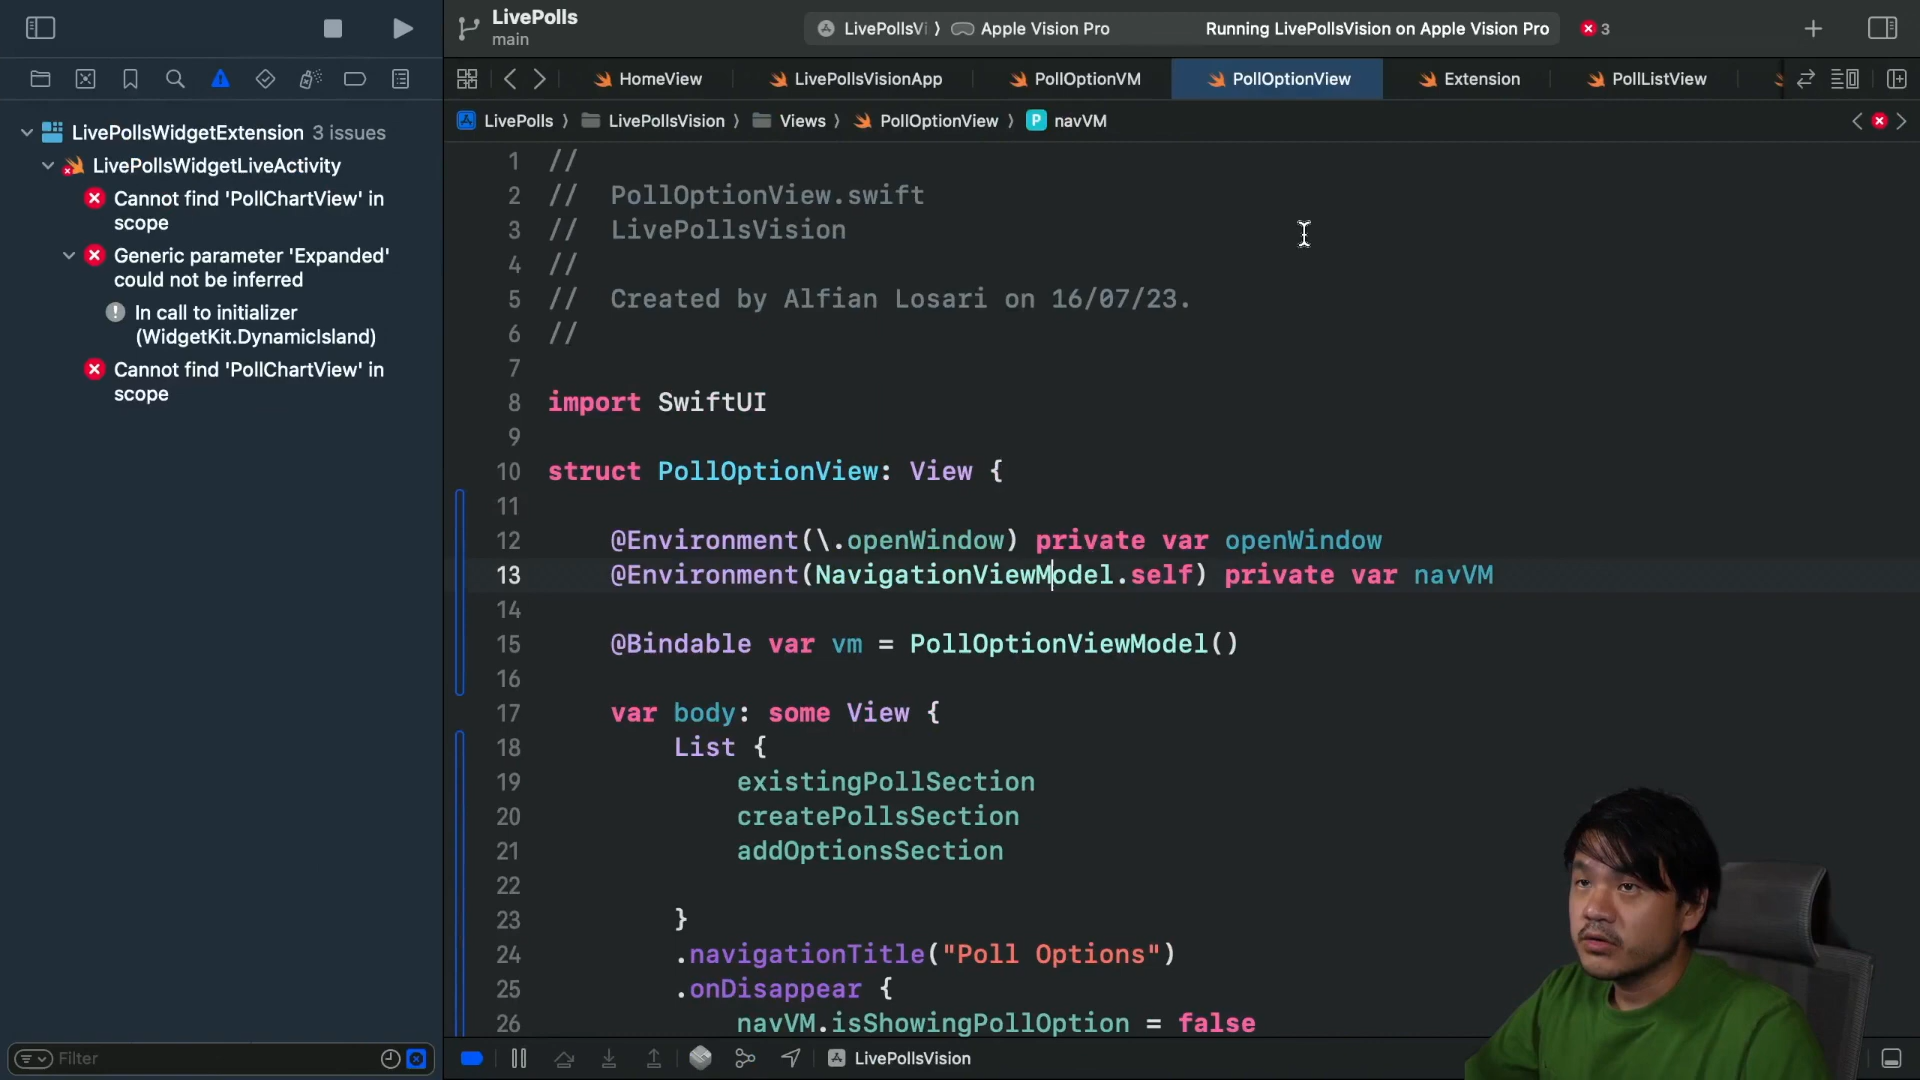 LivePolls
main
LivePollsVi 〉 Apple Vision Pro
Running LivePollsVision on Apple Vision Pro
3
HomeView
LivePollsVisionApp
PollOptionVM
PollOptionView
Extension
PollListView
LivePolls 〉 LivePollsVision 〉 Views 〉 PollOptionView 〉 P navVM
LivePollsWidgetExtension 3 issues
LivePollsWidgetLiveActivity
Cannot find 'PollChartView' in
scope
Generic parameter 'Expanded'
could not be inferred
In call to initializer
(WidgetKit.DynamicIsland)
Cannot find 'PollChartView' in
scope
Filter
1 //
2 // PollOptionView.swift
3 // LivePollsVision
4 //
5 // Created by Alfian Losari on 16/07/23.
6 //
7
8 import SwiftUI
9
10 struct PollOptionView: View {
11
12 @Environment(\.openWindow) private var openWindow
13 @Environment(NavigationViewModel.self) private var navVM
14
15 @Bindable var vm = PollOptionViewModel()
16
17 var body: some View {
18 List {
19 existingPollSection
20 createPollsSection
21 addOptionsSection
22
23 }
24 .navigationTitle("Poll Options")
25 .onDisappear {
26 navVM.isShowingPollOption = false
LivePollsVision